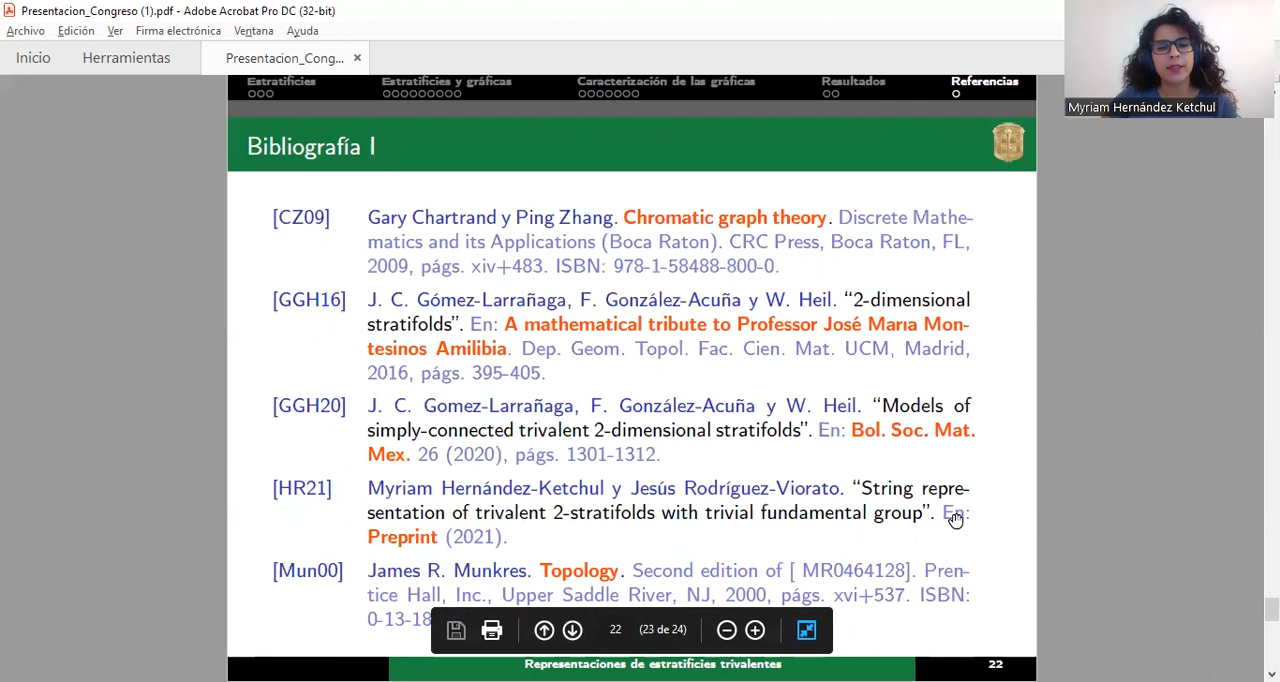 Presentacion_Congreso (1).pdf - Adobe Acrobat Pro DC (32-bit)
Archivo Edición Ver Firma electrónica Ventana Ayuda
Inicio Herramientas Presentacion_Cong... ×
Myriam Hernández Ketchul
Estratificies Estratificies y gráficas Caracterización de las gráficas Resultados Referencias
Bibliografía I
[CZ09] Gary Chartrand y Ping Zhang. Chromatic graph theory. Discrete Mathe-
matics and its Applications (Boca Raton). CRC Press, Boca Raton, FL,
2009, págs. xiv+483. ISBN: 978-1-58488-800-0.
[GGH16] J. C. Gómez-Larrañaga, F. González-Acuña y W. Heil. “2-dimensional
stratifolds”. En: A mathematical tribute to Professor José Marıa Mon-
tesinos Amilibia. Dep. Geom. Topol. Fac. Cien. Mat. UCM, Madrid,
2016, págs. 395-405.
[GGH20] J. C. Gomez-Larrañaga, F. González-Acuña y W. Heil. “Models of
simply-connected trivalent 2-dimensional stratifolds”. En: Bol. Soc. Mat.
Mex. 26 (2020), págs. 1301-1312.
[HR21] Myriam Hernández-Ketchul y Jesús Rodríguez-Viorato. “String repre-
sentation of trivalent 2-stratifolds with trivial fundamental group”. En:
Preprint (2021).
[Mun00] James R. Munkres. Topology. Second edition of [ MR0464128]. Pren-
tice Hall, Inc., Upper Saddle River, NJ, 2000, págs. xvi+537. ISBN:
0-13-18
22 (23 de 24)
Representaciones de estratificies trivalentes 22